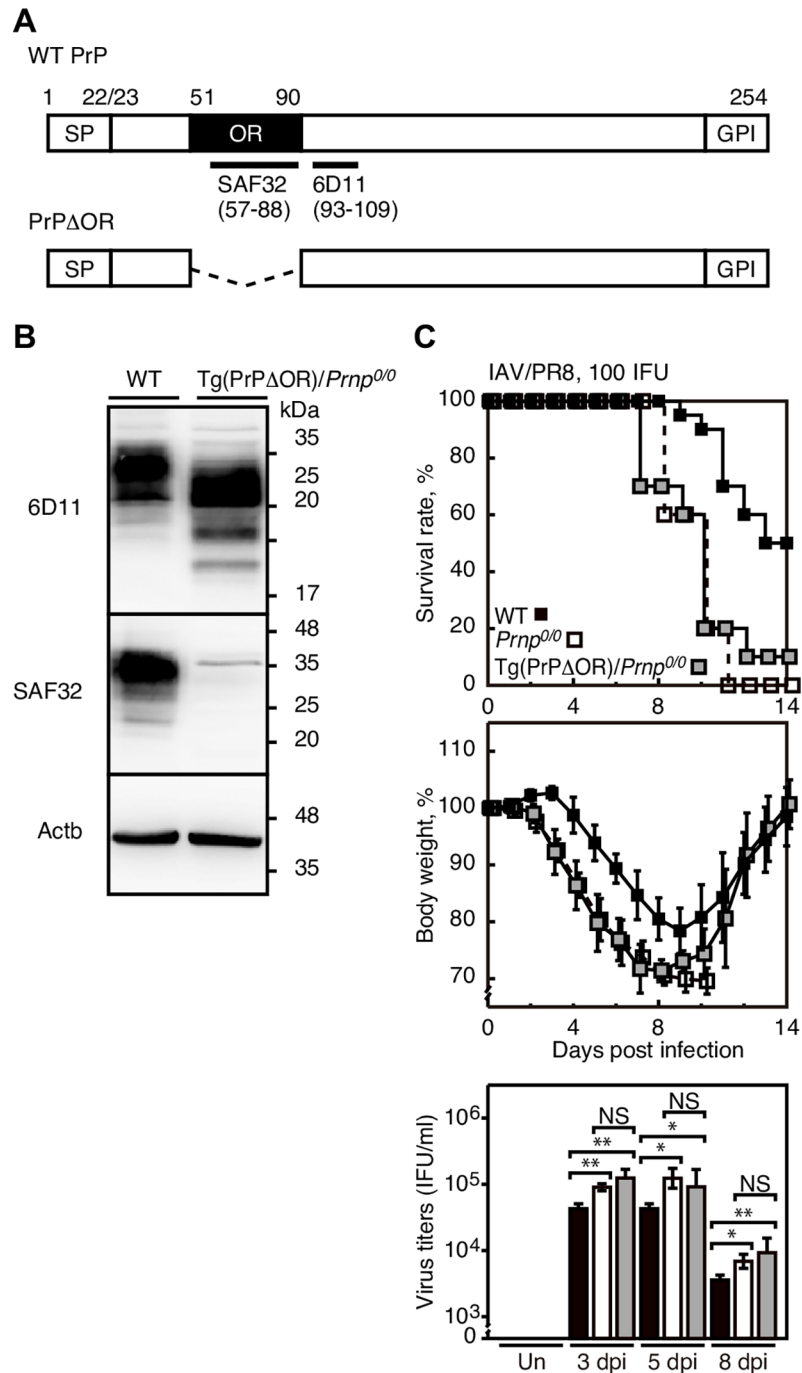 A
WT PrP
1 22/23 51 90 254
SP OR GPI
SAF32 6D11
(57-88) (93-109)
PrPΔOR
SP GPI
B
WT Tg(PrPΔOR)/Prnp0/0
kDa
6D11
35
25
20
17
SAF32
48
35
25
20
Actb
48
35
C
IAV/PR8, 100 IFU
Survival rate, %
100
80
60
40
20
0
WT
Prnp0/0
Tg(PrPΔOR)/Prnp0/0
0 4 8 14
Body weight, %
110
100
90
80
70
0 4 8 14
Days post infection
Virus titers (IFU/ml)
10⁶
10⁵
10⁴
10³
0
NS NS
** *
** *
NS
**
*
Un 3 dpi 5 dpi 8 dpi